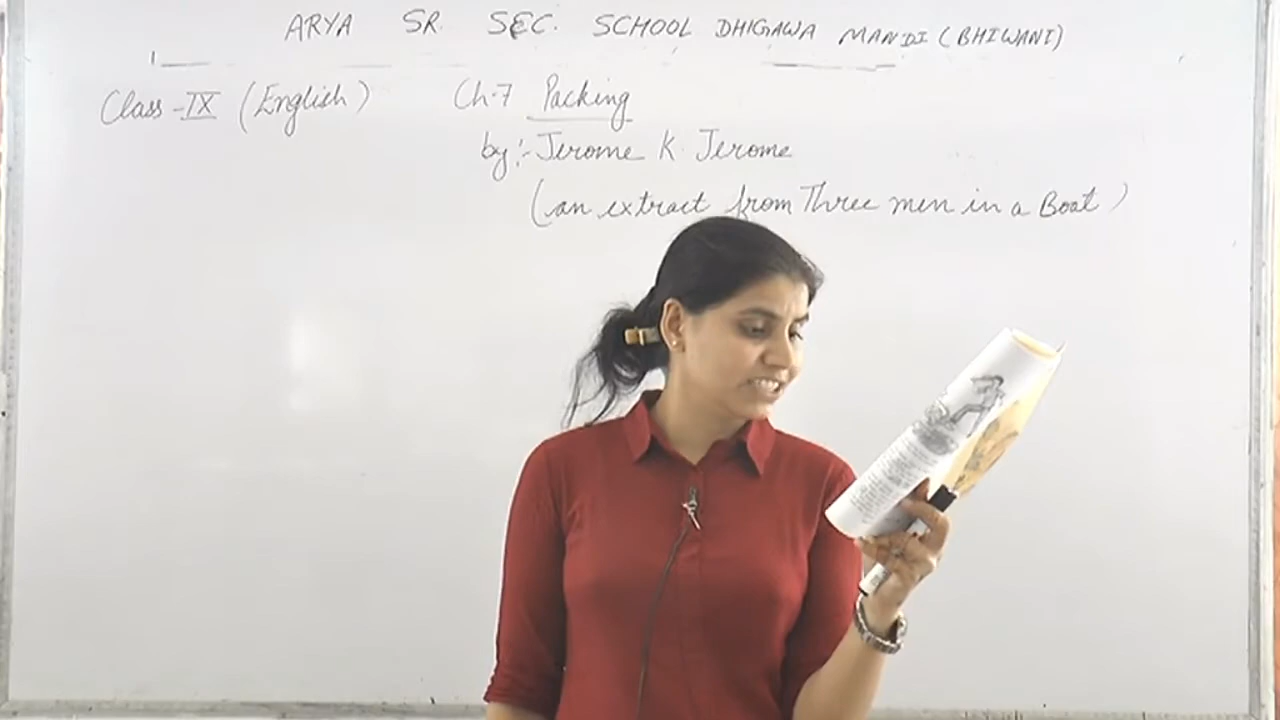 ARYA SR. SEC. SCHOOL DHIGAWA MANDI (BHIWANI)
Class-IX (English) Ch-7 Packing
by:- Jerome K. Jerome
(an extract from Three men in a Boat)